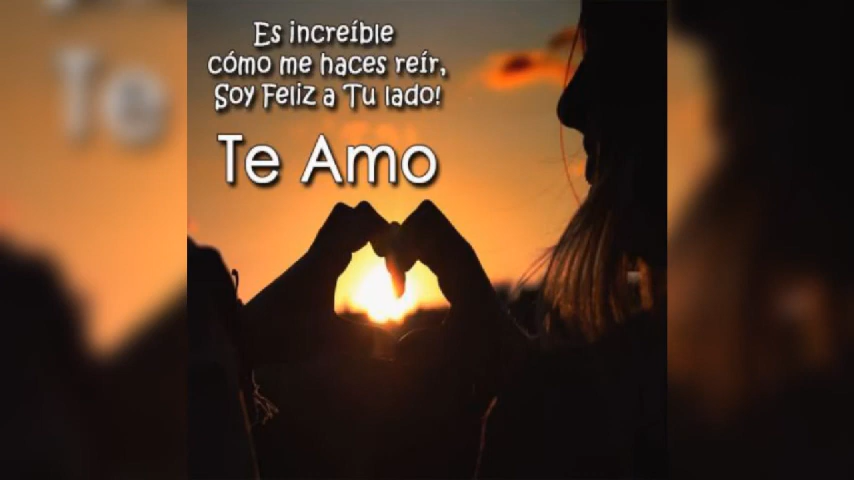 Es increíble
cómo me haces reír,
Soy Feliz a Tu lado!
Te Amo